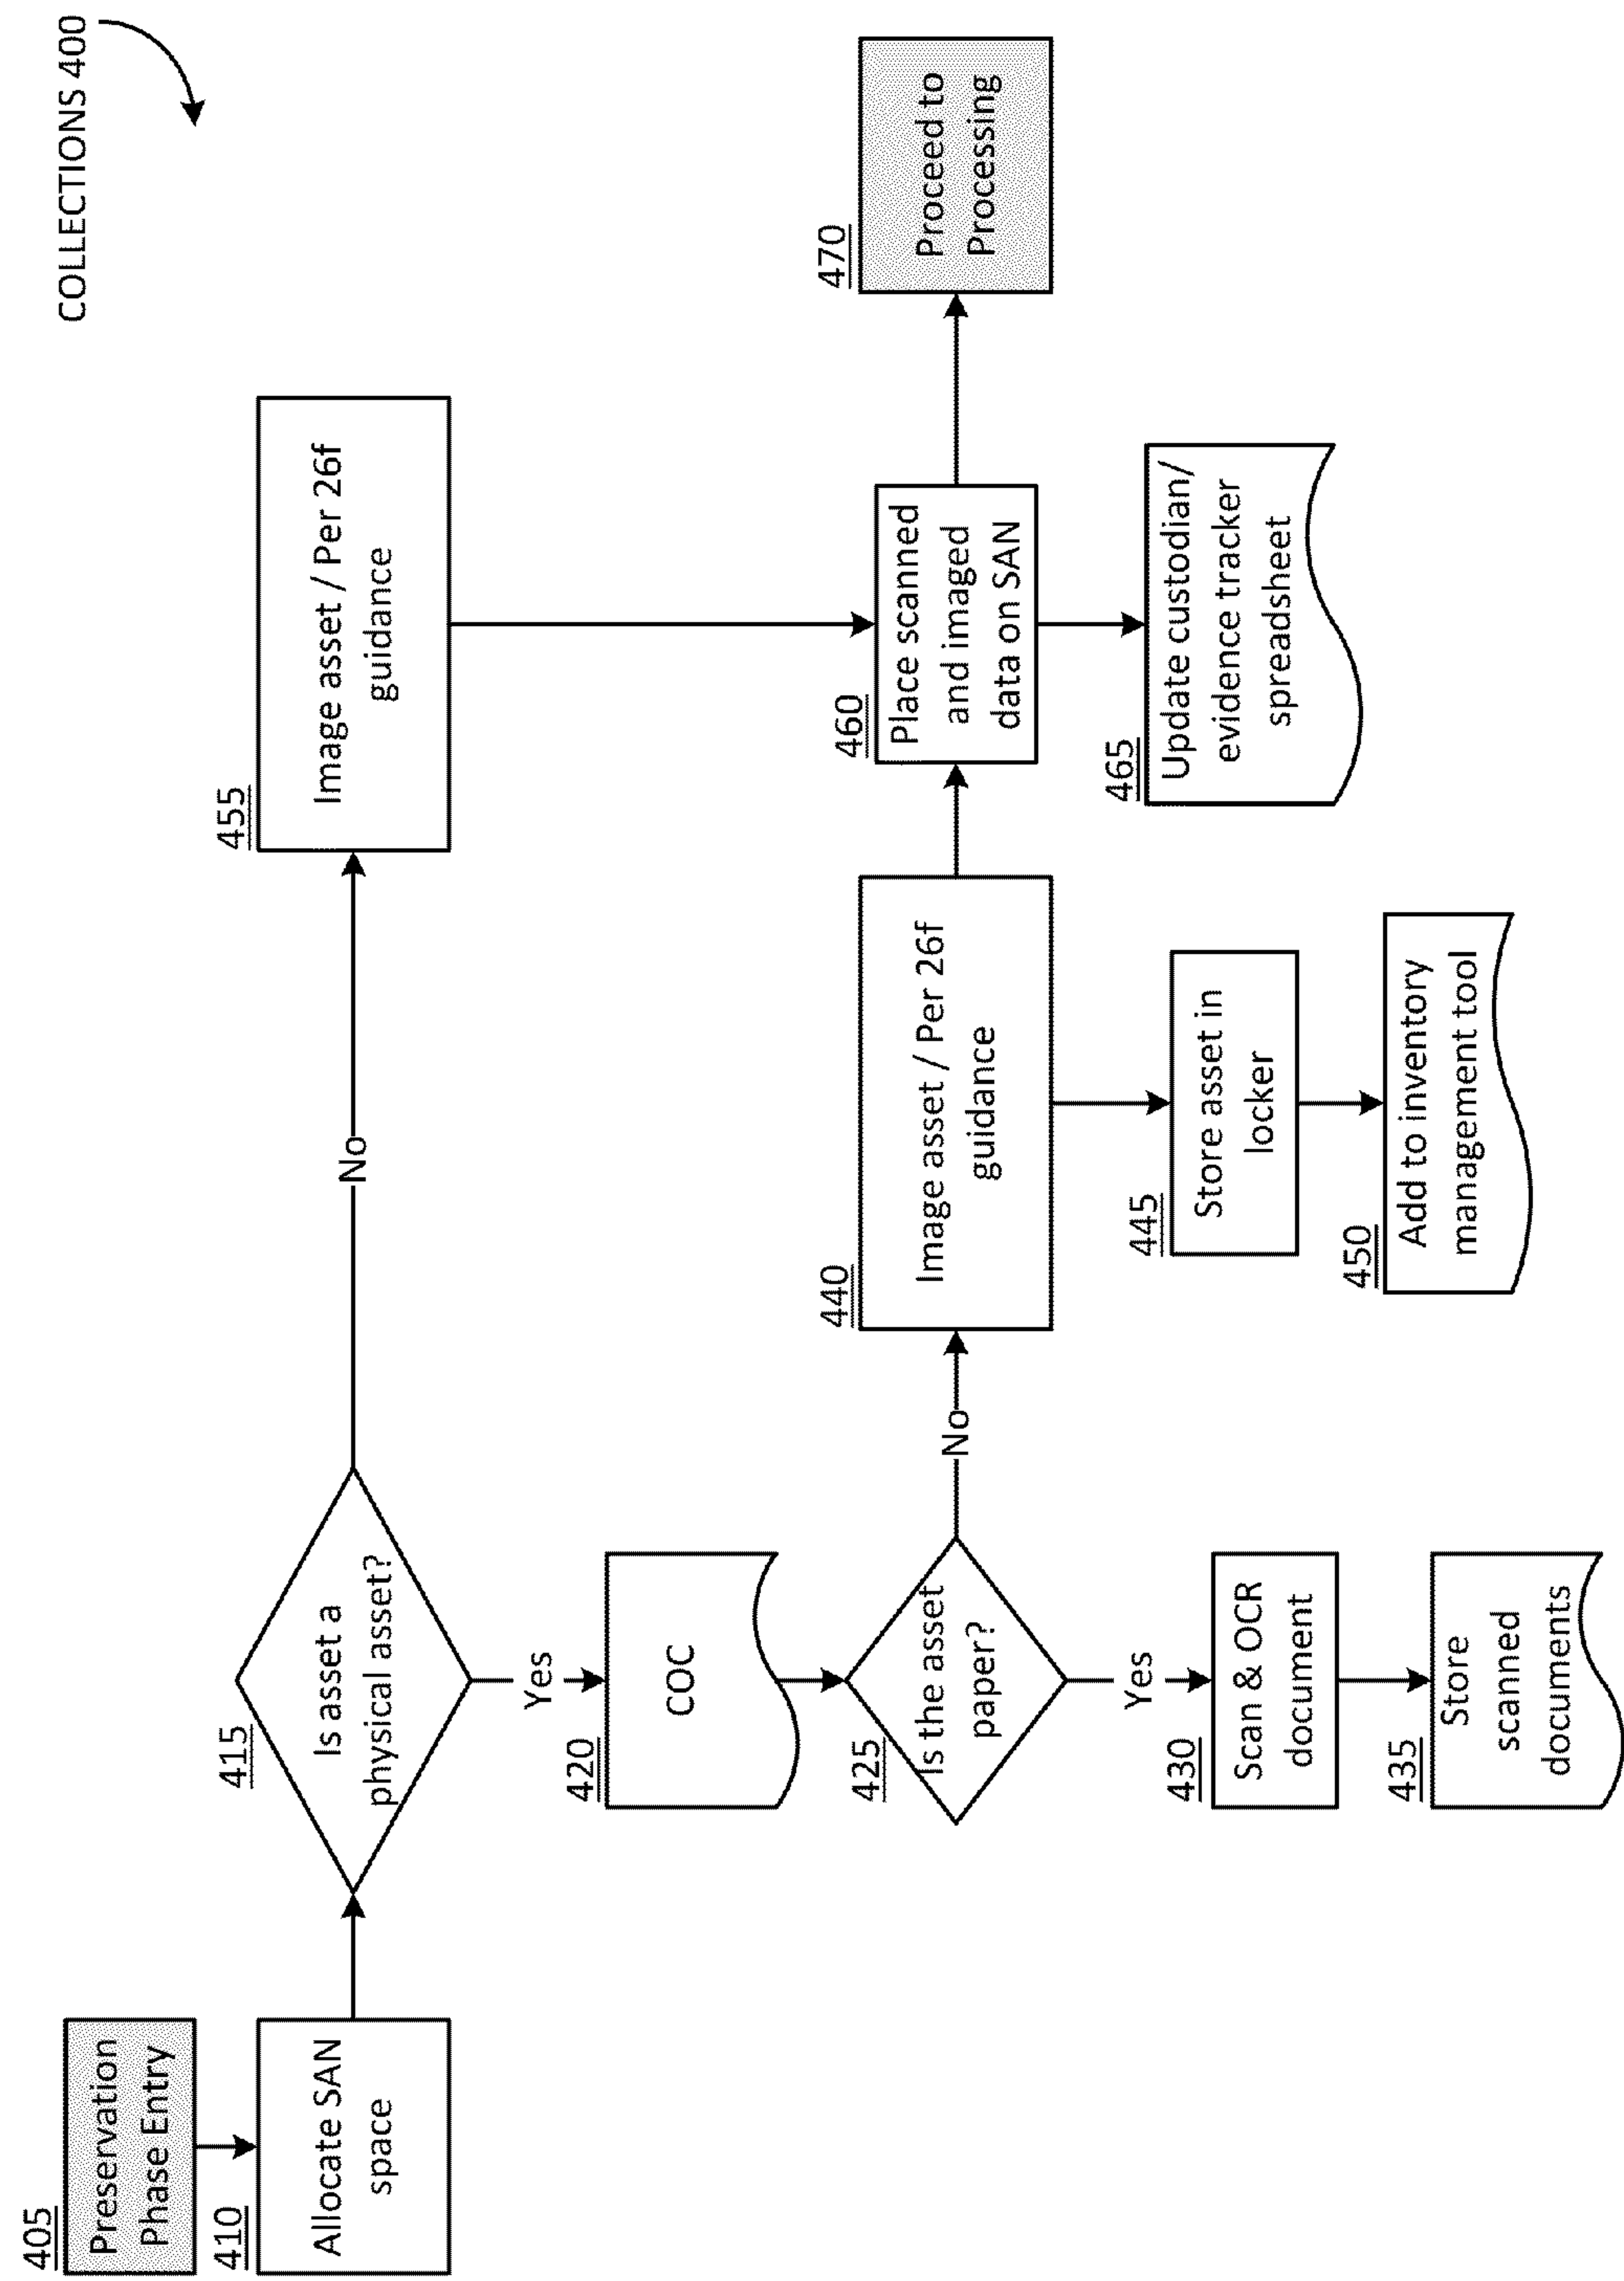 COLLECTIONS 400
405
Preservation
Phase Entry
410
Allocate SAN
space
415
Is asset a
physical asset?
No
455
Image asset / Per 26f
guidance
Yes
420
COC
425
Is the asset
paper?
No
440
Image asset / Per 26f
guidance
460
Place scanned
and imaged
data on SAN
470
Proceed to
Processing
Yes
430
Scan & OCR
document
435
Store
scanned
documents
445
Store asset in
locker
450
Add to inventory
management tool
465
Update custodian/
evidence tracker
spreadsheet